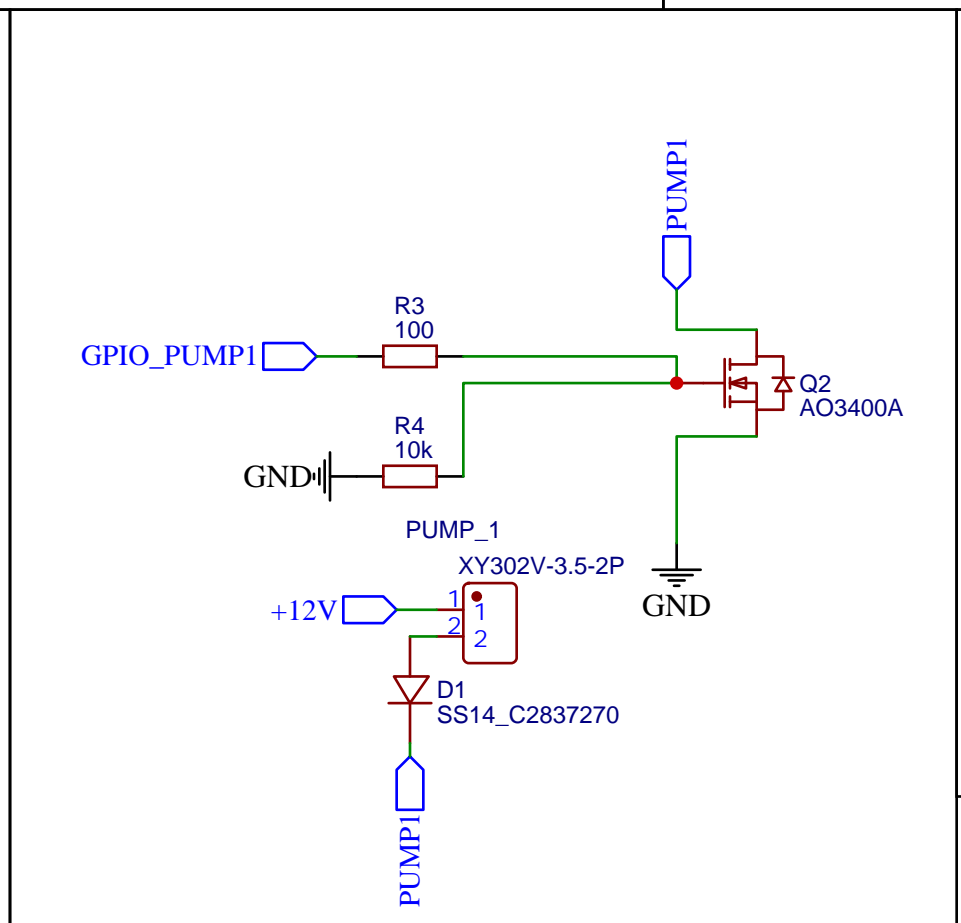 PUMP1
R3
100
GPIO_PUMP1
Q2
AO3400A
R4
10k
GND
PUMP_1
XY302V-3.5-2P
GND
+12V
1
1
2
2
D1
SS14_C2837270
PUMP1